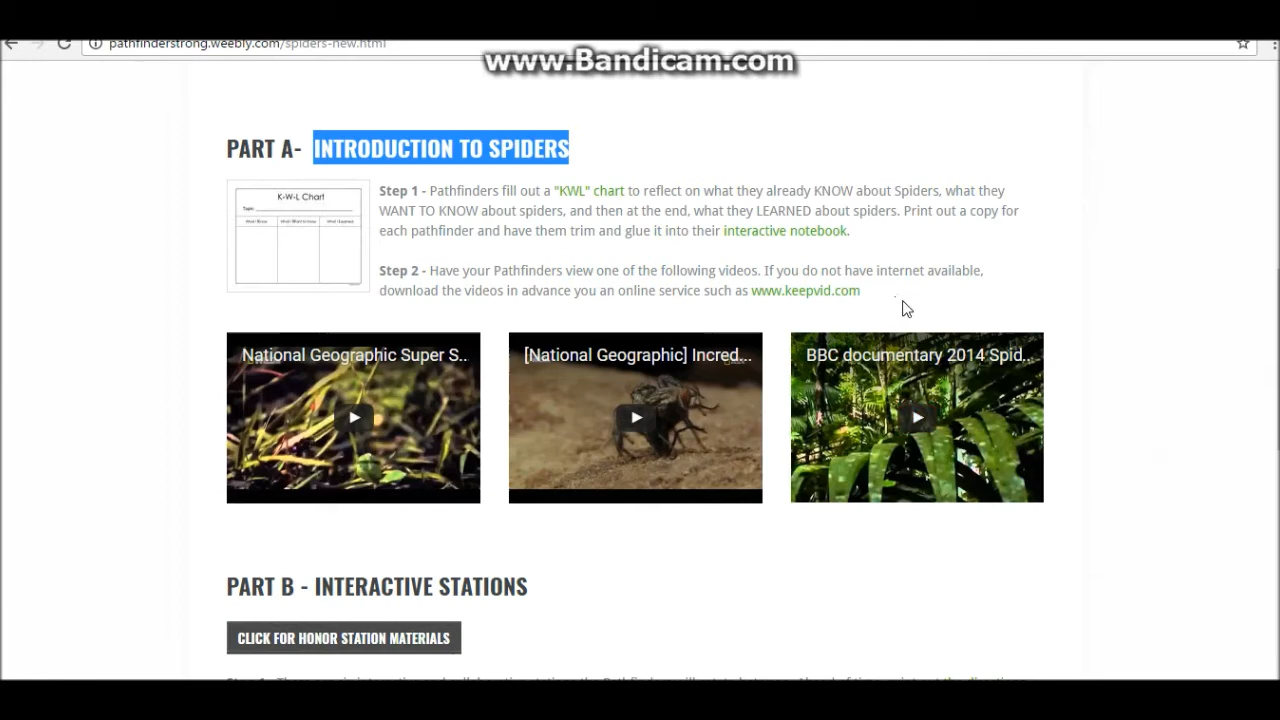 pathfinderstrong.weebly.com/spiders-new.html
www.Bandicam.com
PART A- INTRODUCTION TO SPIDERS
K-W-L Chart
Step 1 - Pathfinders fill out a "KWL" chart to reflect on what they already KNOW about Spiders, what they
WANT TO KNOW about spiders, and then at the end, what they LEARNED about spiders. Print out a copy for
each pathfinder and have them trim and glue it into their interactive notebook.
Step 2 - Have your Pathfinders view one of the following videos. If you do not have internet available,
download the videos in advance you an online service such as www.keepvid.com
National Geographic Super S..
[National Geographic] Incred...
BBC documentary 2014 Spid...
PART B - INTERACTIVE STATIONS
CLICK FOR HONOR STATION MATERIALS